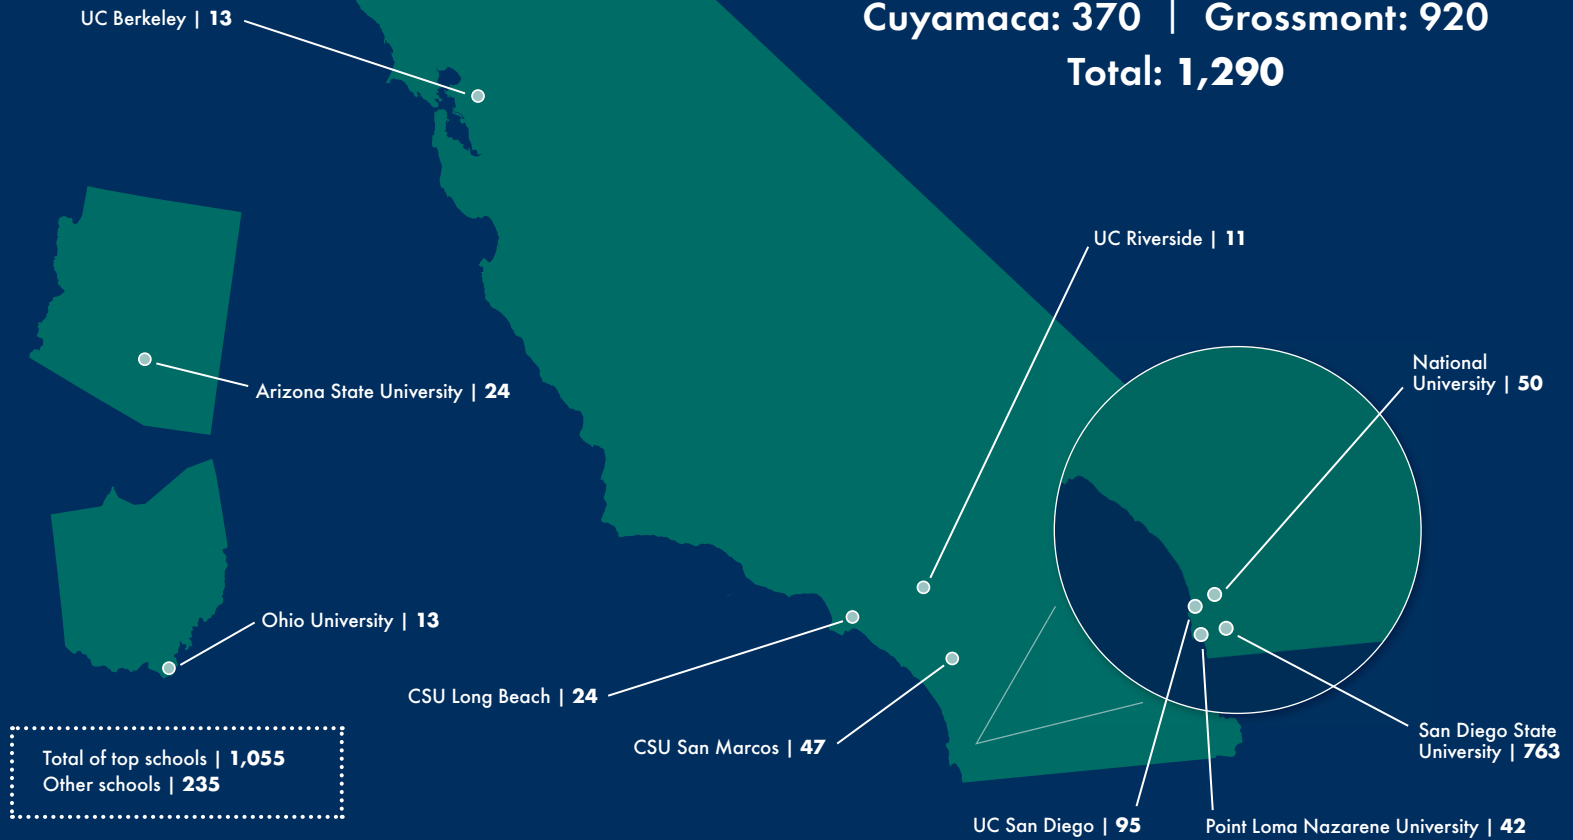 Cuyamaca: 370 | Grossmont: 920
Total: 1,290
UC Berkeley | 13
UC Riverside | 11
National
University | 50
Arizona State University | 24
Ohio University | 13
CSU Long Beach | 24
CSU San Marcos | 47
San Diego State
University | 763
UC San Diego | 95
Point Loma Nazarene University | 42
Total of top schools | 1,055
Other schools | 235